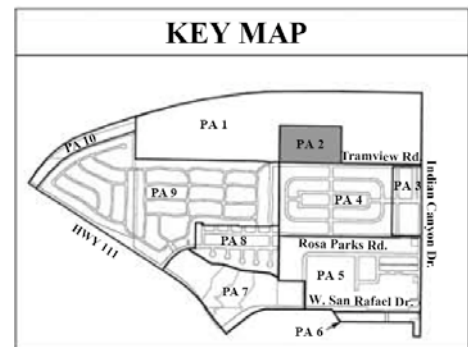 KEY MAP
PA 10
PA 1
PA 2
Tramview Rd.
PA 3
PA 9
PA 4
Indian Canyon Dr.
HWY 111
PA 8
Rosa Parks Rd.
PA 7
PA 5
W. San Rafael Dr.
PA 6